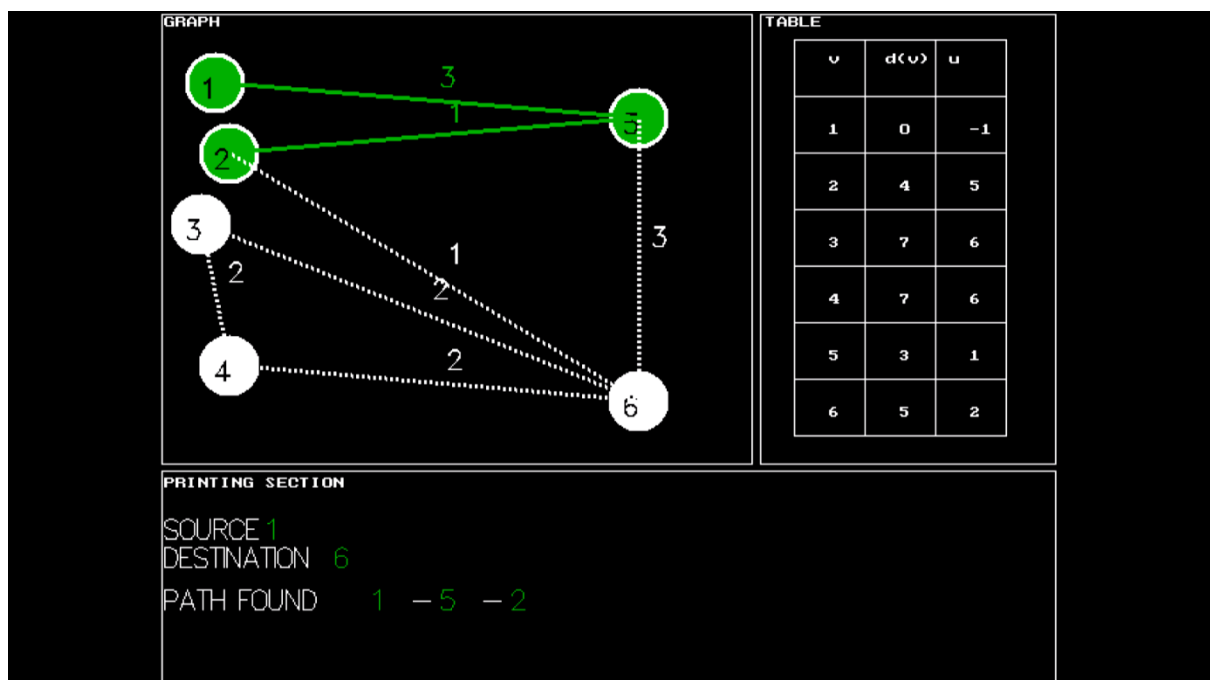 GRAPH
1
3
1
5
2
3
1
3
2
2
4
2
6
TABLE
v d(v) u
1 0 -1
2 4 5
3 7 6
4 7 6
5 3 1
6 5 2
PRINTING SECTION
SOURCE 1
DESTINATION 6
PATH FOUND 1 - 5 - 2